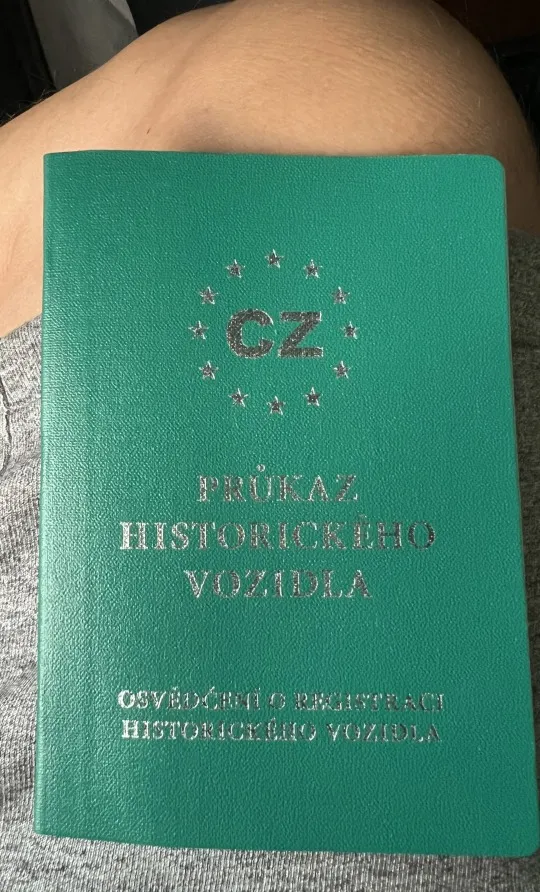 CZ
PRŮKAZ
HISTORICKÉHO
VOZIDLA
OSVĚDČENÍ O REGISTRACI
HISTORICKÉHO VOZIDLA